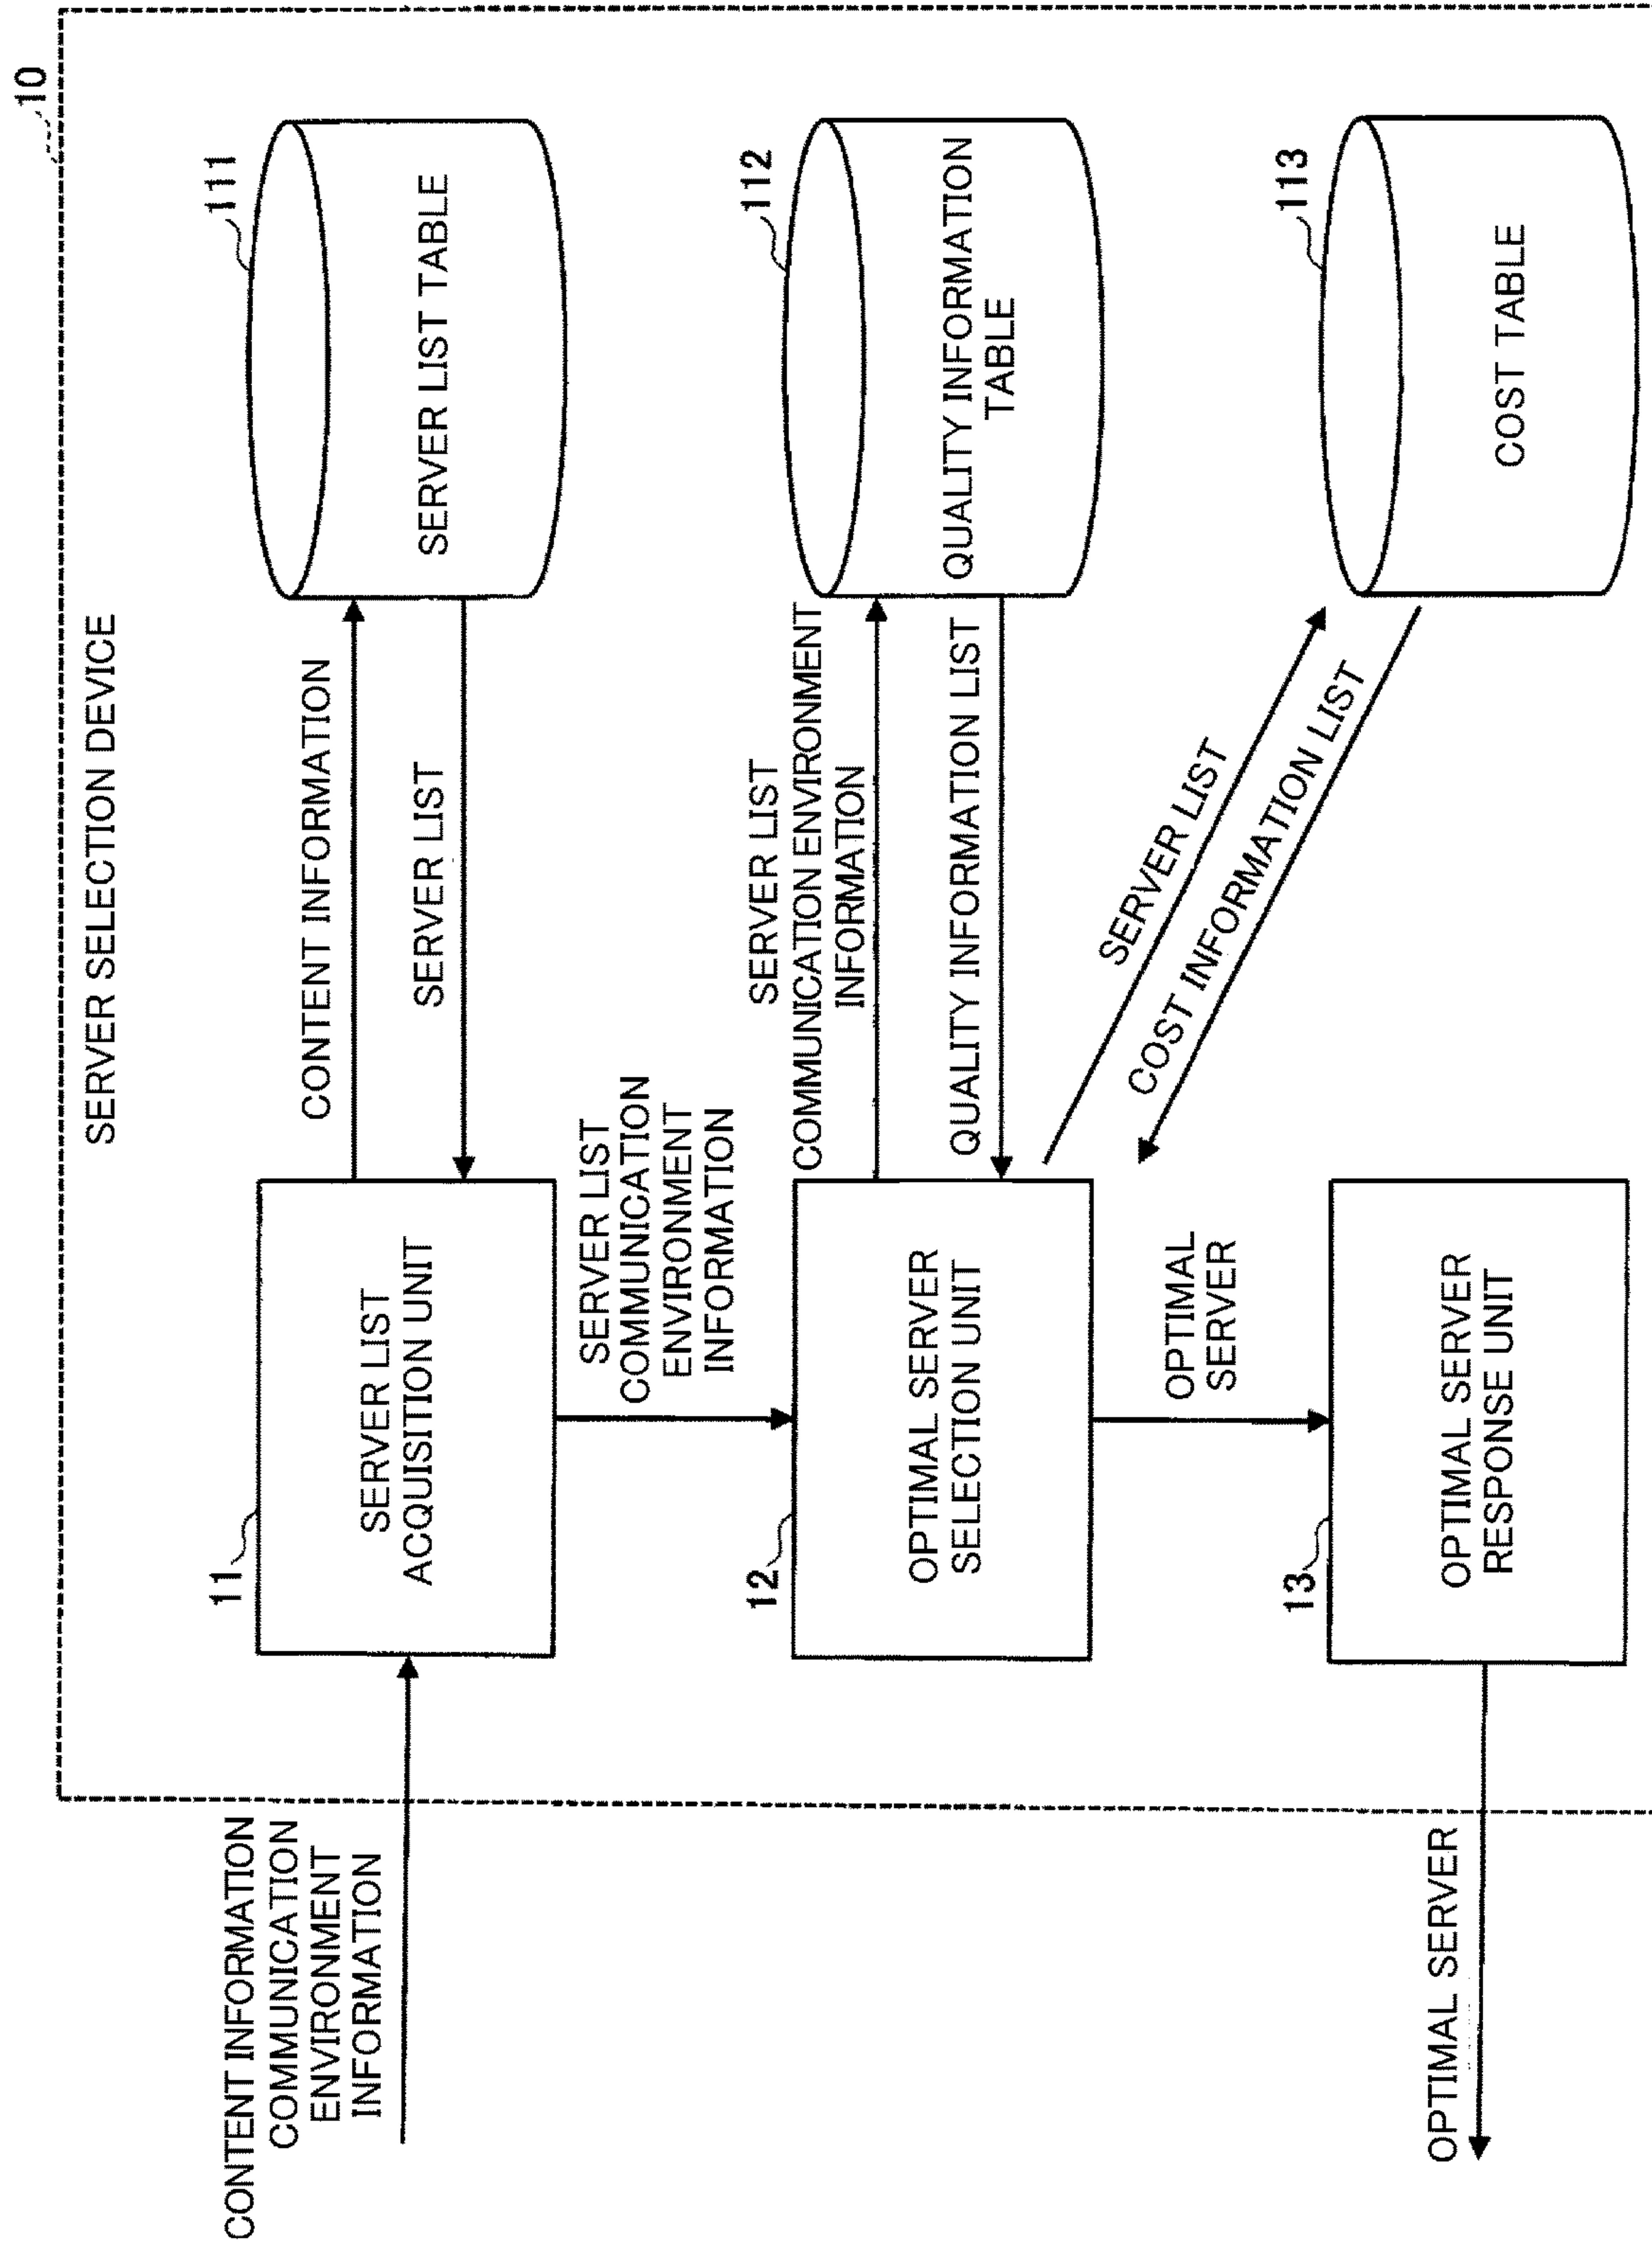 10
SERVER SELECTION DEVICE
CONTENT INFORMATION
COMMUNICATION
ENVIRONMENT
INFORMATION
11
SERVER LIST
ACQUISITION UNIT
CONTENT INFORMATION
SERVER LIST
111
SERVER LIST TABLE
SERVER LIST
COMMUNICATION
ENVIRONMENT
INFORMATION
12
OPTIMAL SERVER
SELECTION UNIT
SERVER LIST
COMMUNICATION ENVIRONMENT
INFORMATION
QUALITY INFORMATION LIST
112
QUALITY INFORMATION
TABLE
SERVER LIST
COST INFORMATION LIST
OPTIMAL
SERVER
113
COST TABLE
13
OPTIMAL SERVER
RESPONSE UNIT
OPTIMAL SERVER